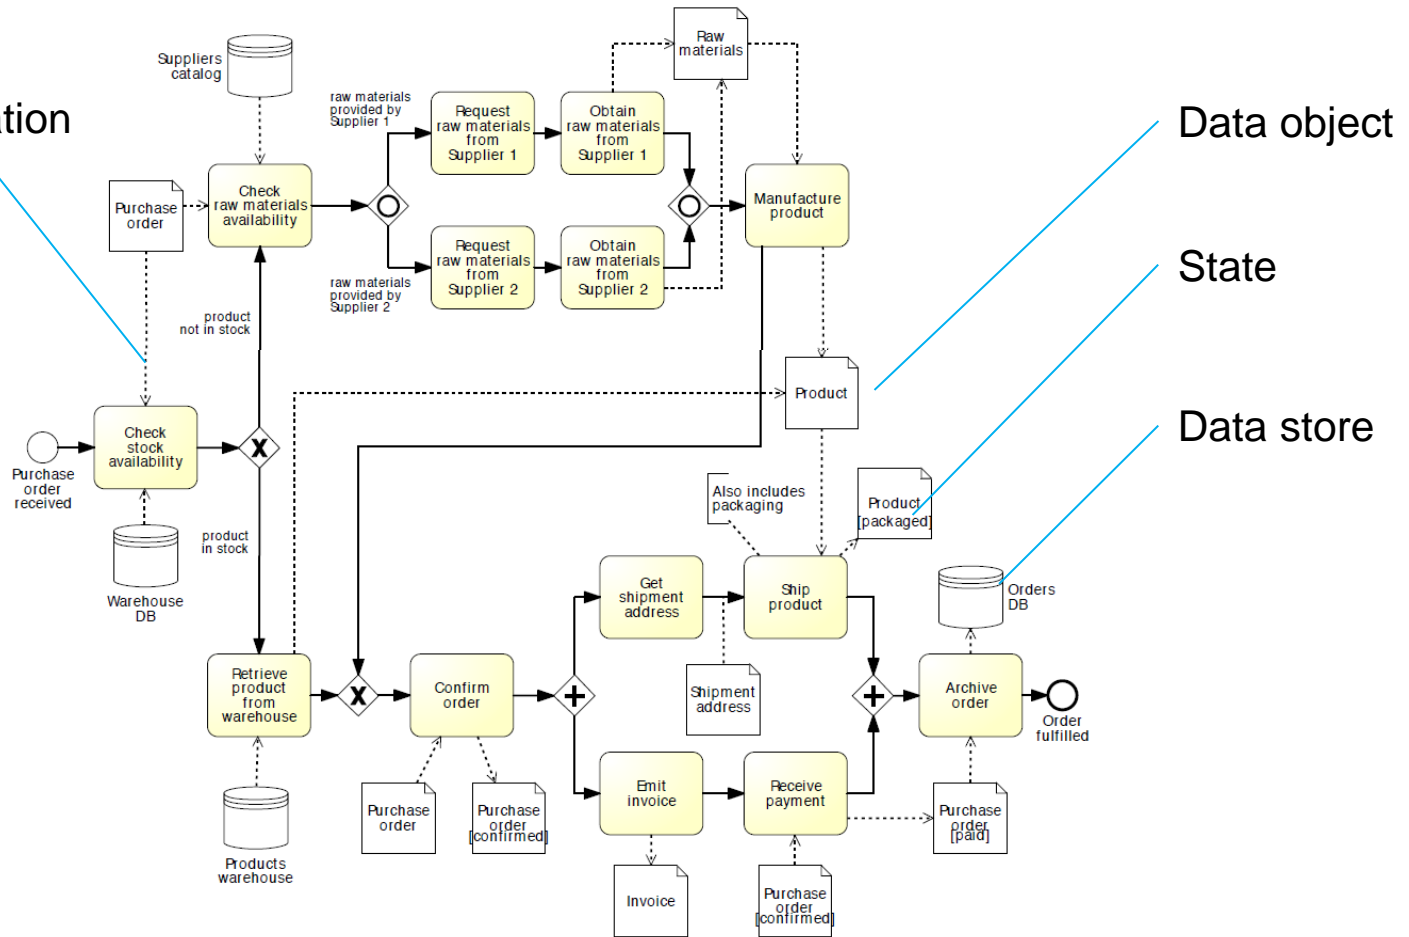 Raw
materials
Suppliers
catalog
ation
raw materials
provided by
Supplier 1
Request
raw materials
from
Supplier 1
Obtain
raw materials
from
Supplier 1
Data object
Purchase
order
Check
raw materials
availability
Manufacture
product
Request
raw materials
from
Supplier 2
Obtain
raw materials
from
Supplier 2
raw materials
provided by
Supplier 2
State
product
not in stock
Product
Data store
Check
stock
availability
X
Purchase
order
received
Also includes
packaging
Product
[packaged]
product
in stock
Warehouse
DB
Get
shipment
address
Ship
product
Orders
DB
Retrieve
product
from
warehouse
X
Confirm
order
Shipment
address
Archive
order
Order
fulfilled
Purchase
order
Purchase
order
[confirmed]
Emit
invoice
Receive
payment
Purchase
order
[paid]
Products
warehouse
Invoice
Purchase
order
[confirmed]